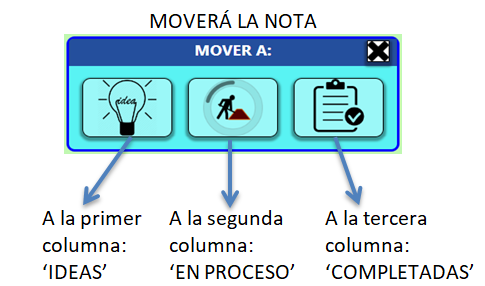 MOVERÁ LA NOTA
MOVER A:
idea
A la primer
columna:
‘IDEAS’
A la segunda
columna:
‘EN PROCESO’
A la tercera
columna:
‘COMPLETADAS’